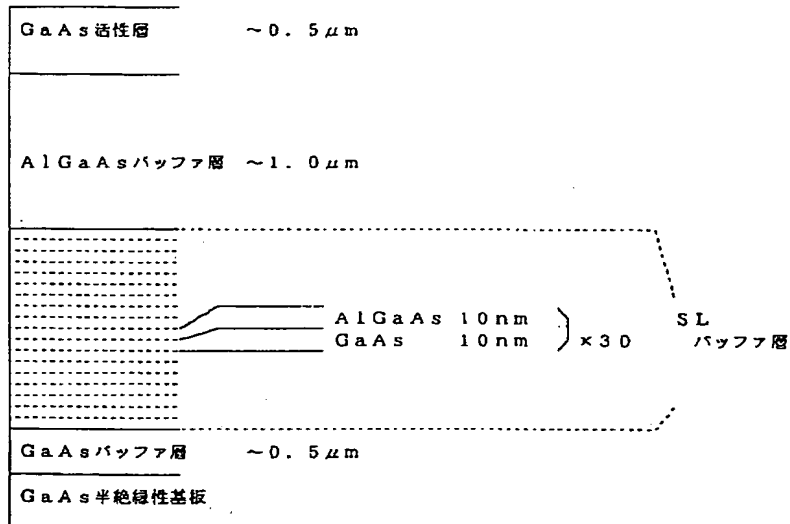 GaAs活性層 ~0.5μm
AlGaAsバッファ層 ~1.0μm
AlGaAs 10nm
GaAs 10nm
×30
SL
バッファ層
GaAsバッファ層 ~0.5μm
GaAs半絶縁性基板